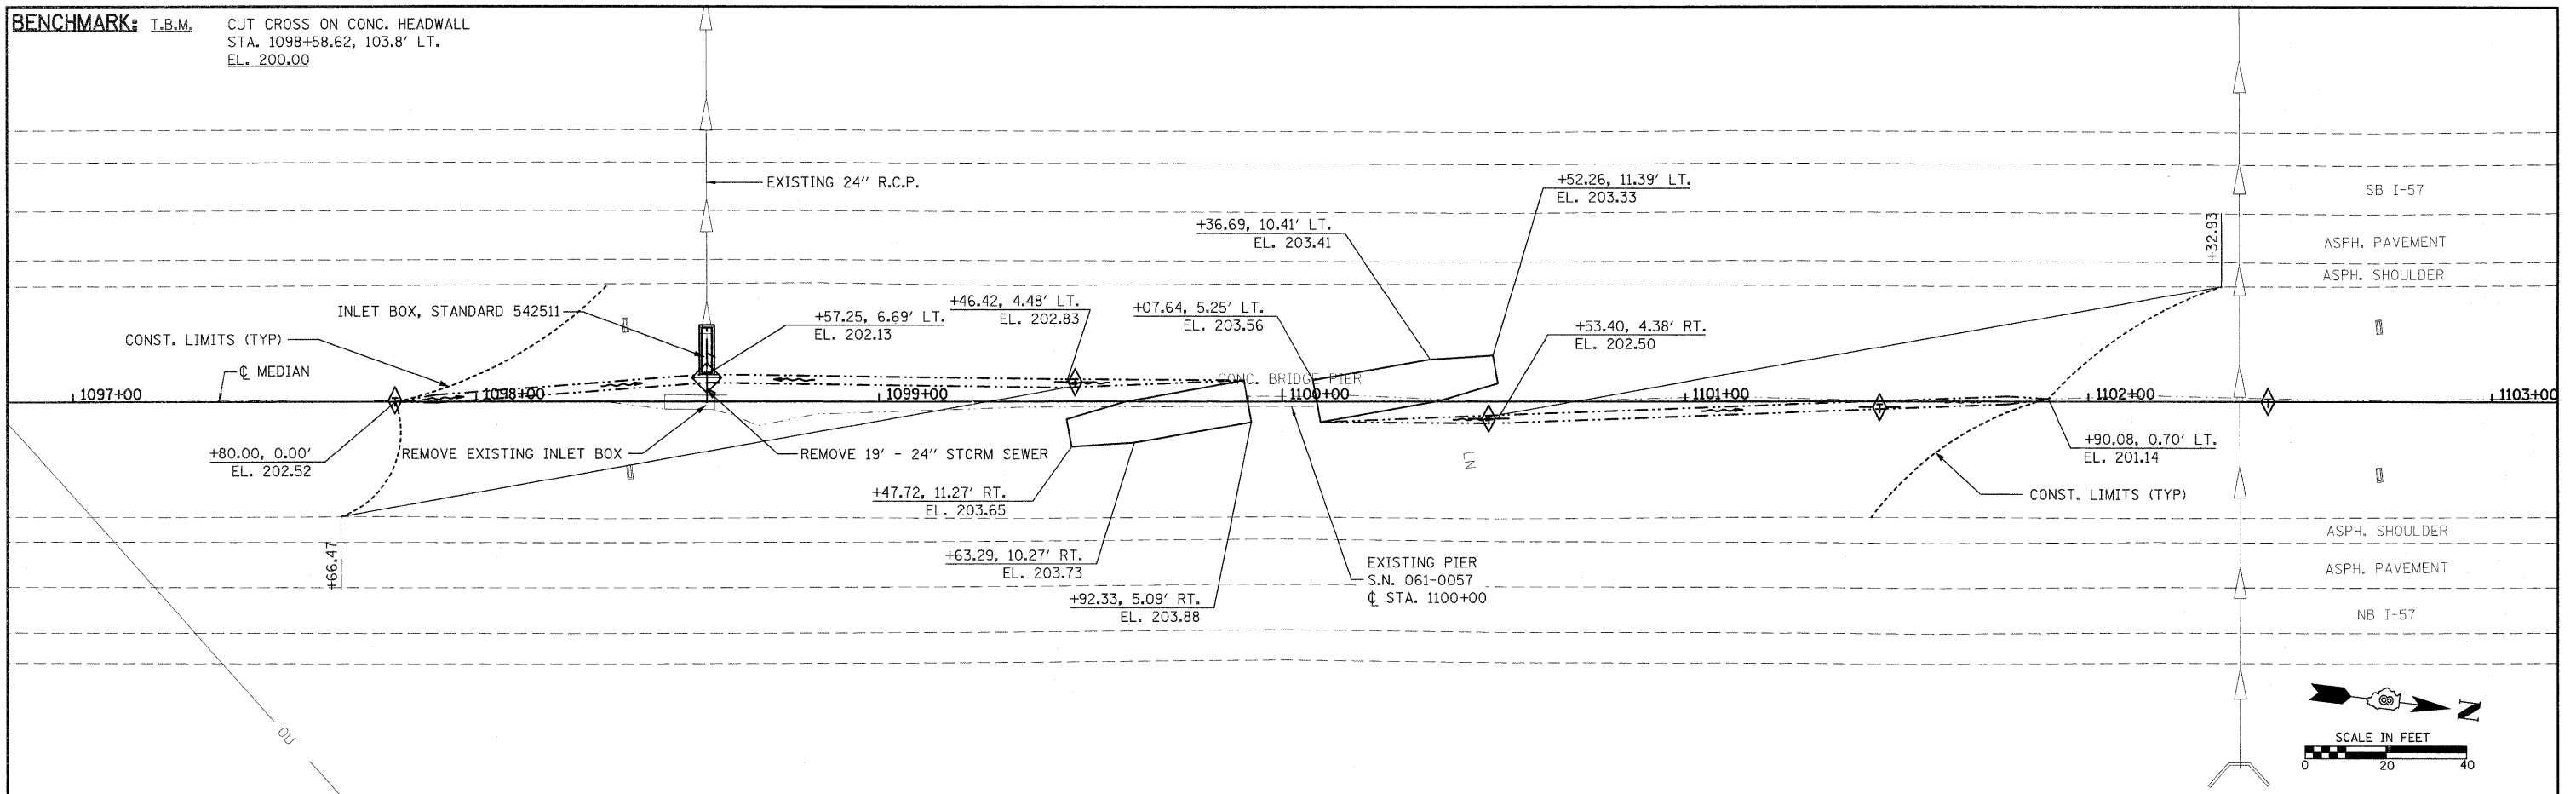 BENCHMARK: T.B.M. CUT CROSS ON CONC. HEADWALL
STA. 1098+58.62, 103.8' LT.
EL. 200.00
EXISTING 24" R.C.P.
+52.26, 11.39' LT.
EL. 203.33
SB I-57
+36.69, 10.41' LT.
EL. 203.41
+32.93
ASPH. PAVEMENT
ASPH. SHOULDER
INLET BOX, STANDARD 542511
+46.42, 4.48' LT.
EL. 202.83
+07.64, 5.25' LT.
EL. 203.56
+57.25, 6.69' LT.
EL. 202.13
+53.40, 4.38' RT.
EL. 202.50
CONST. LIMITS (TYP)
℄ MEDIAN
CONC. BRIDGE PIER
1097+00
1098+00
1099+00
1100+00
1101+00
1102+00
1103+00
+80.00, 0.00'
EL. 202.52
REMOVE EXISTING INLET BOX
REMOVE 19' - 24" STORM SEWER
+90.08, 0.70' LT.
EL. 201.14
+47.72, 11.27' RT.
EL. 203.65
CONST. LIMITS (TYP)
ASPH. SHOULDER
+66.47
+63.29, 10.27' RT.
EL. 203.73
EXISTING PIER
S.N. 061-0057
℄ STA. 1100+00
ASPH. PAVEMENT
+92.33, 5.09' RT.
EL. 203.88
NB I-57
OU
N
SCALE IN FEET
0 20 40